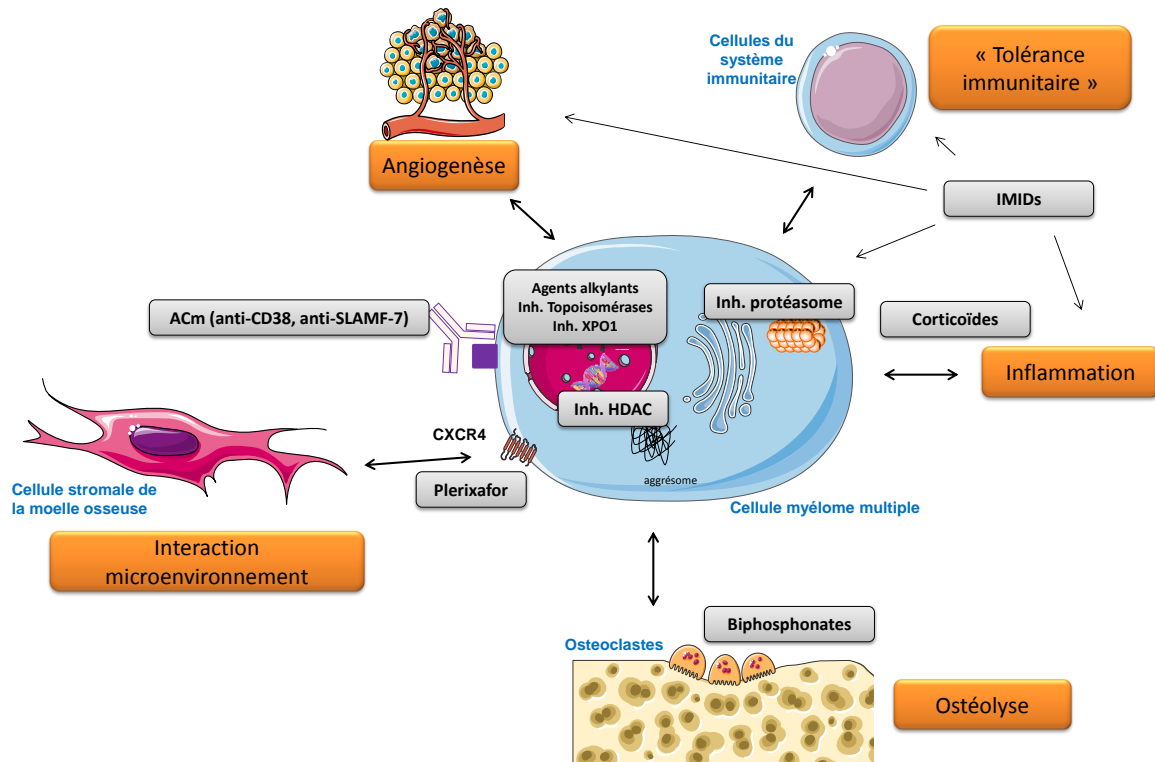 Cellules du
système
immunitaire
« Tolérance
immunitaire »
Angiogenèse
IMIDs
Agents alkylants
Inh. Topoisomérases
Inh. XPO1
Inh. protéasome
ACm (anti-CD38, anti-SLAMF-7)
Corticoïdes
Inflammation
Inh. HDAC
CXCR4
Plerixafor
aggrésome
Cellule stromale de
la moelle osseuse
Cellule myélome multiple
Interaction
microenvironnement
Biphosphonates
Osteoclastes
Ostéolyse